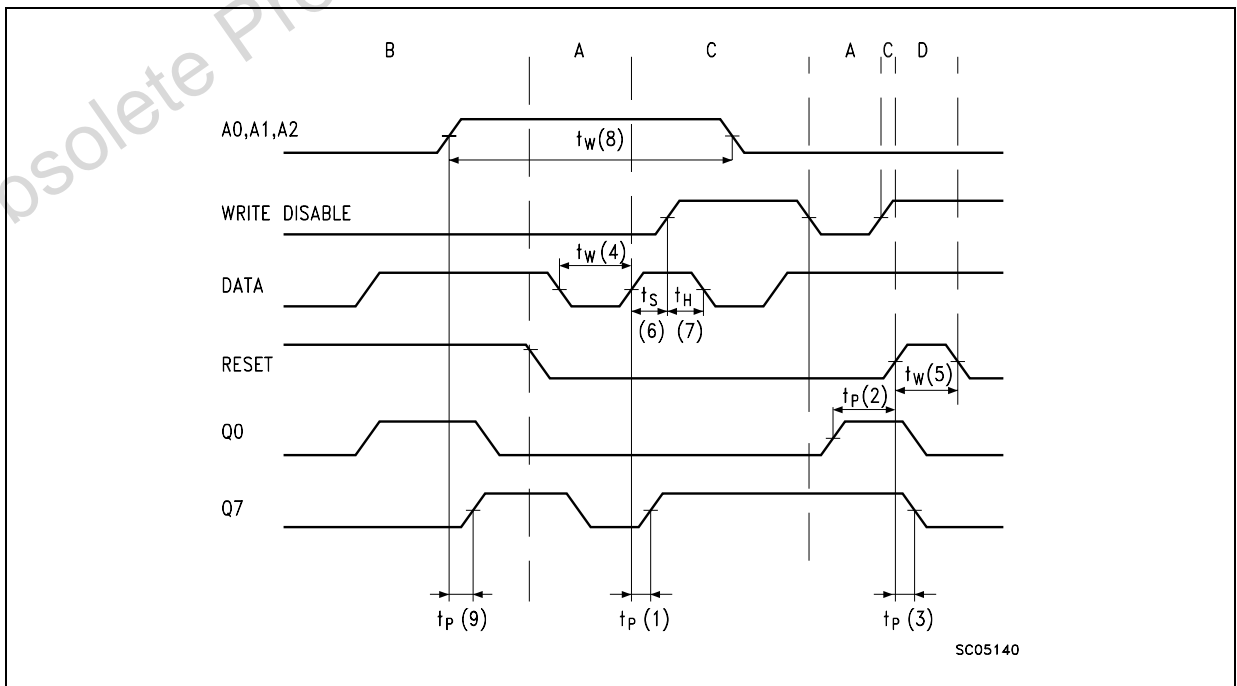 bsolete Pro
B A C A C D
A0,A1,A2
tW(8)
WRITE DISABLE
tW(4)
DATA
tS tH
(6) (7)
RESET
tW(5)
tP(2)
Q0
Q7
tP(9) tP(1) tP(3)
SC05140